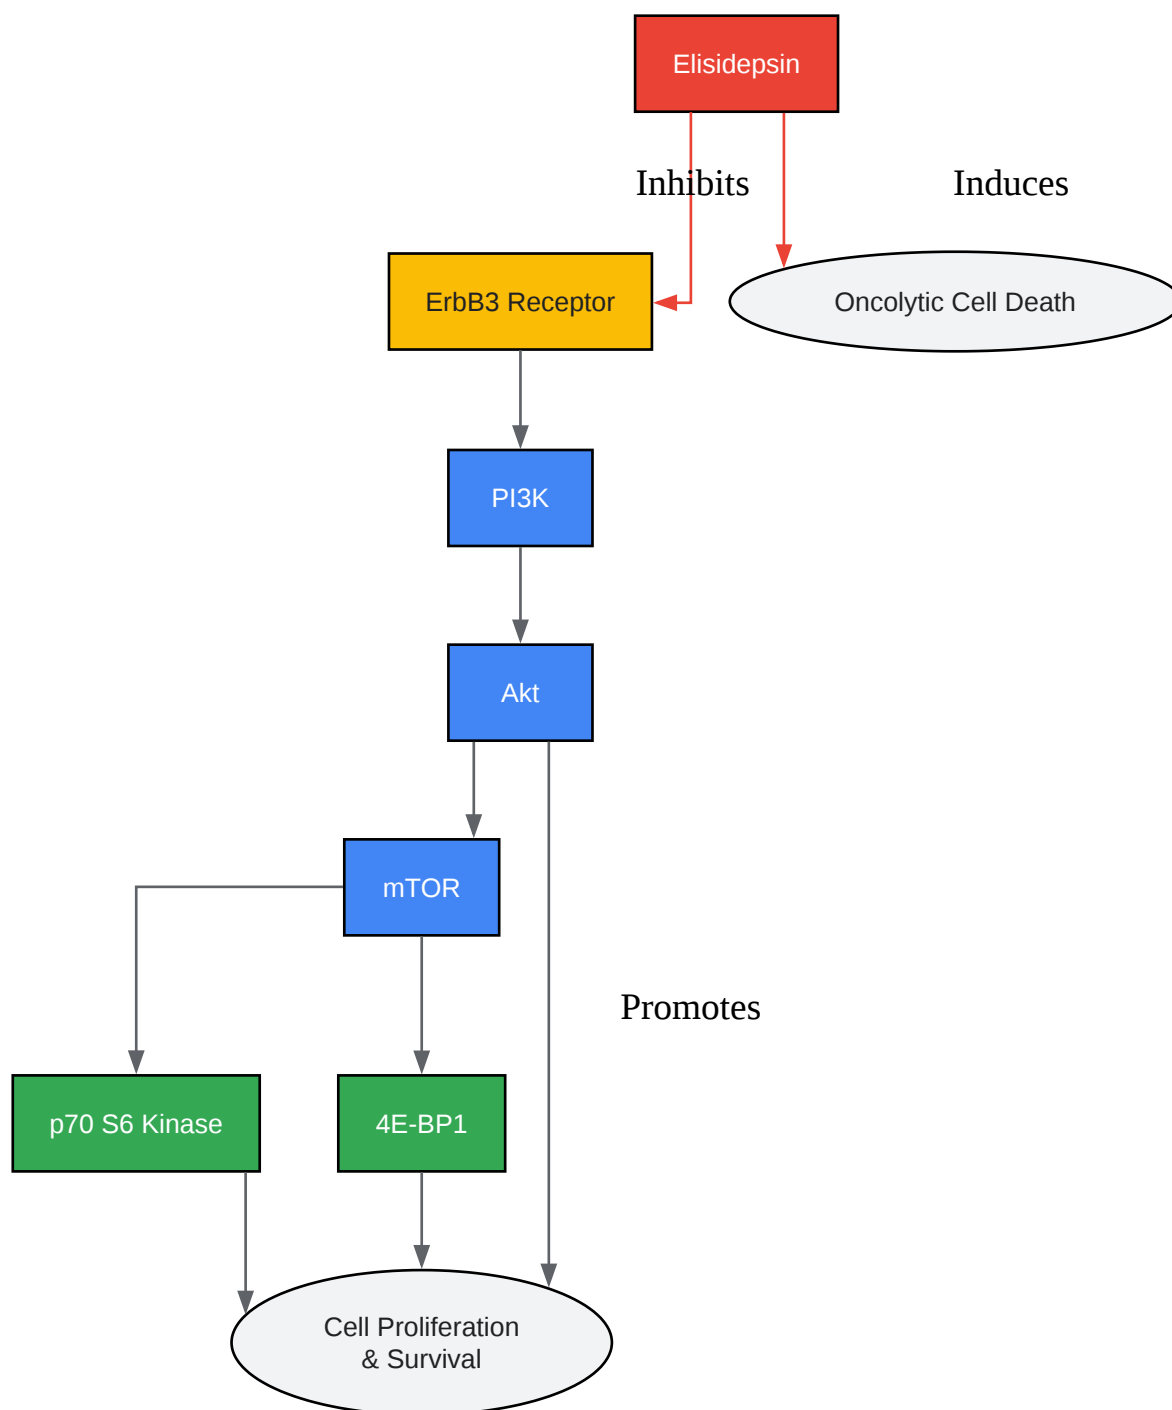 Elisidepsin
Inhibits
Induces
ErbB3 Receptor
Oncolytic Cell Death
PI3K
Akt
mTOR
Promotes
p70 S6 Kinase
4E-BP1
Cell Proliferation
& Survival